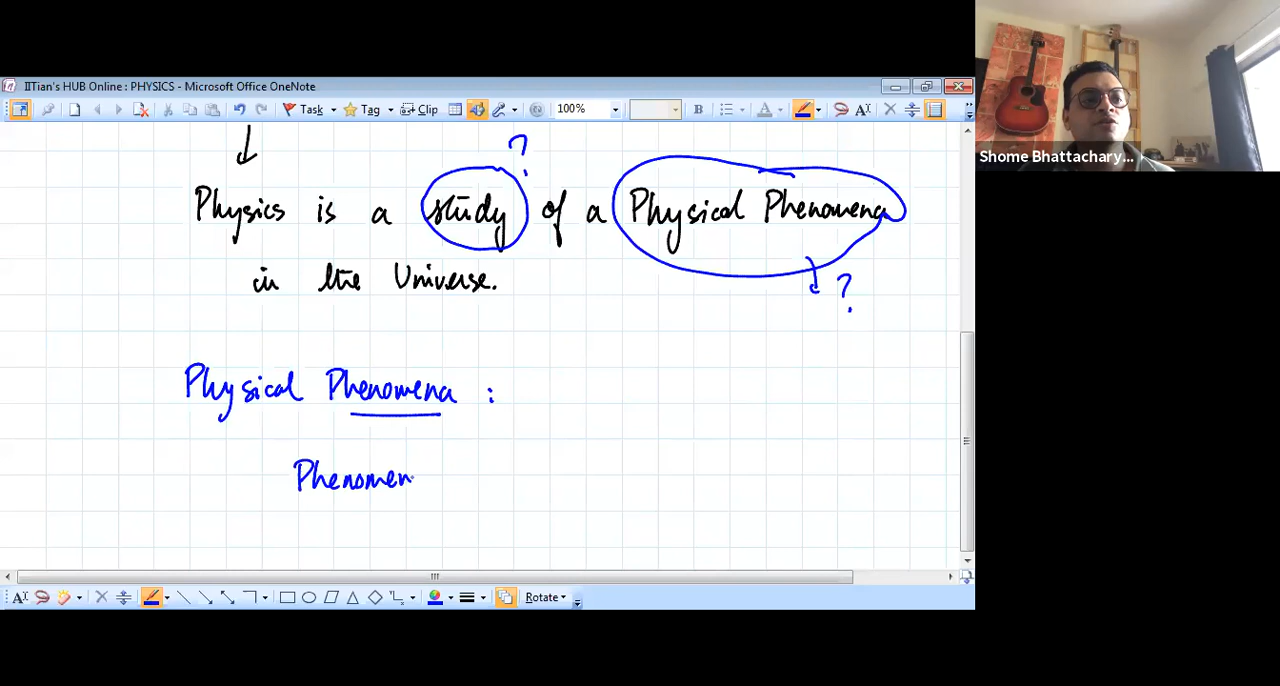 IITian's HUB Online : PHYSICS - Microsoft Office OneNote
Task Tag Clip 100% B
Shome Bhattachary...
?
Physics is a study of a Physical Phenomena
in the Universe.
?
Physical Phenomena :
Phenomen
Rotate